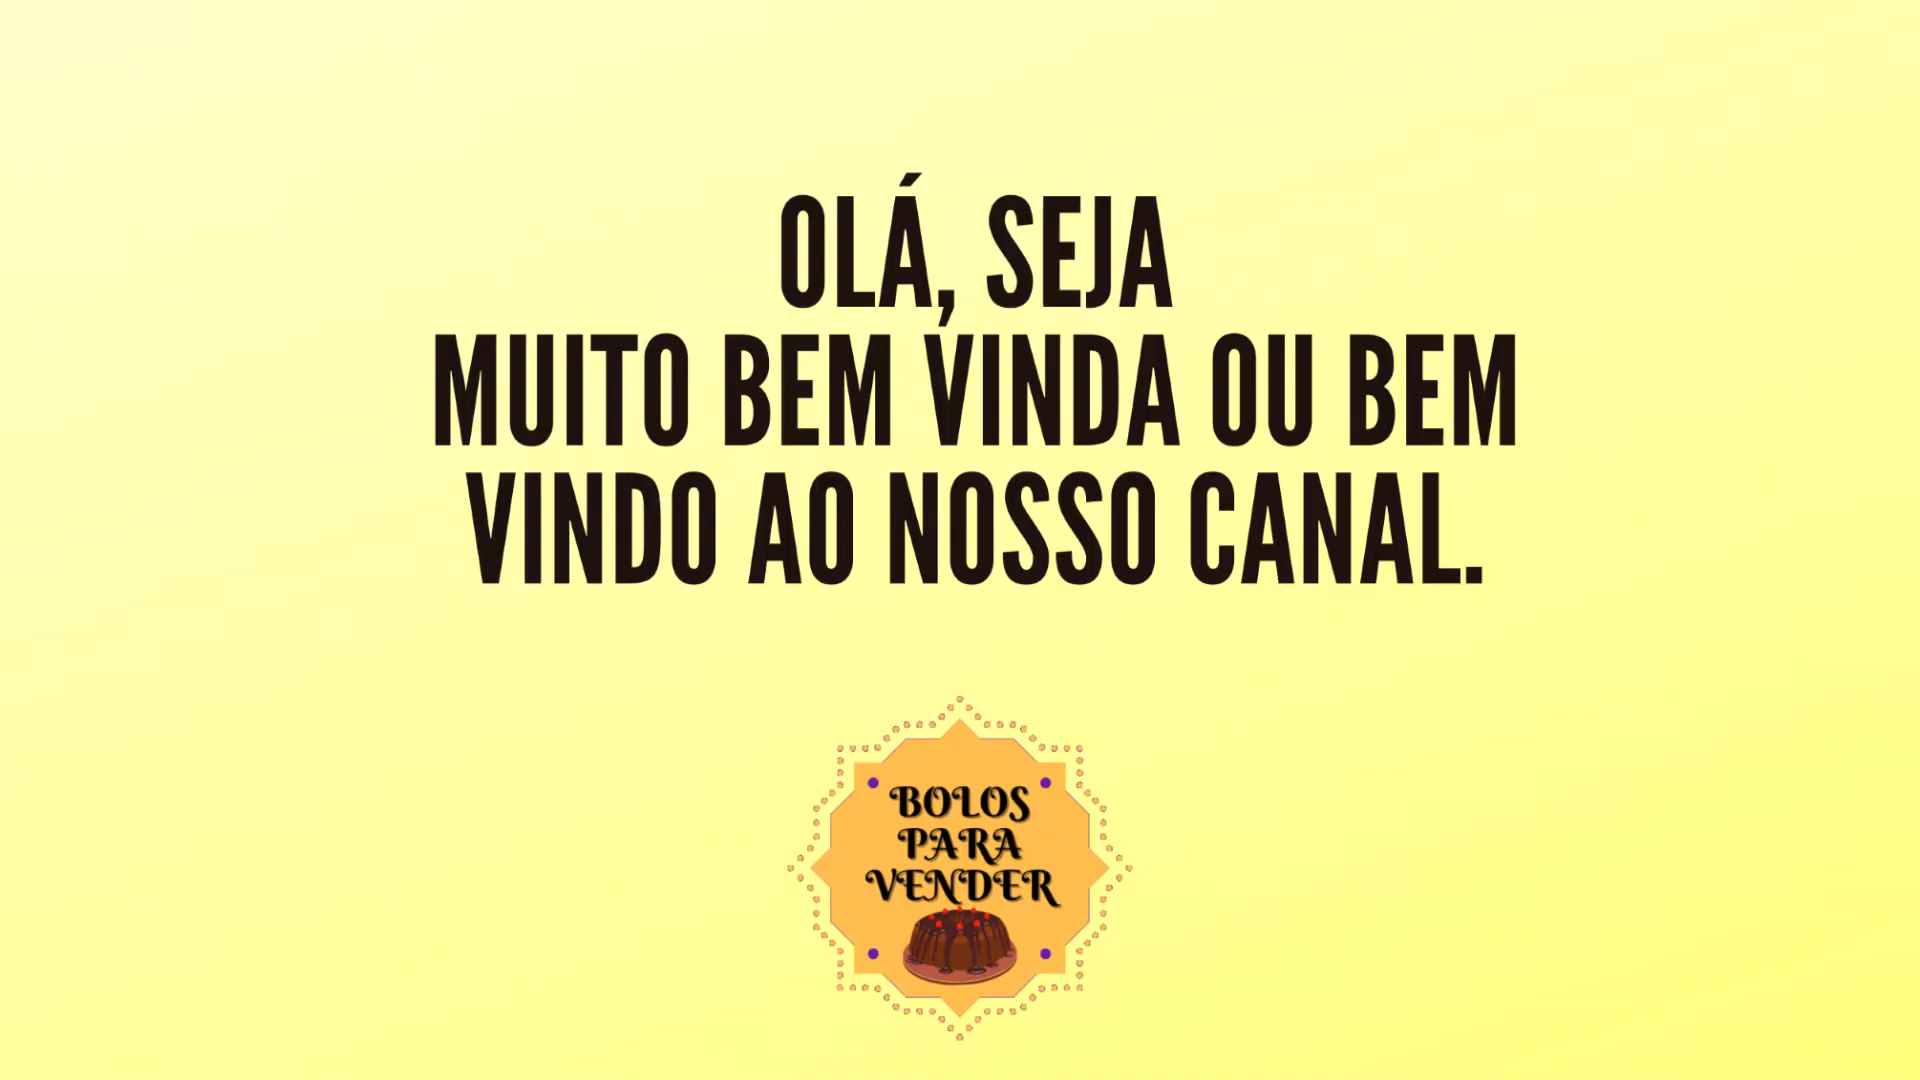 OLÁ, SEJA
MUITO BEM VINDA OU BEM
VINDO AO NOSSO CANAL.
BOLOS
PARA
VENDER